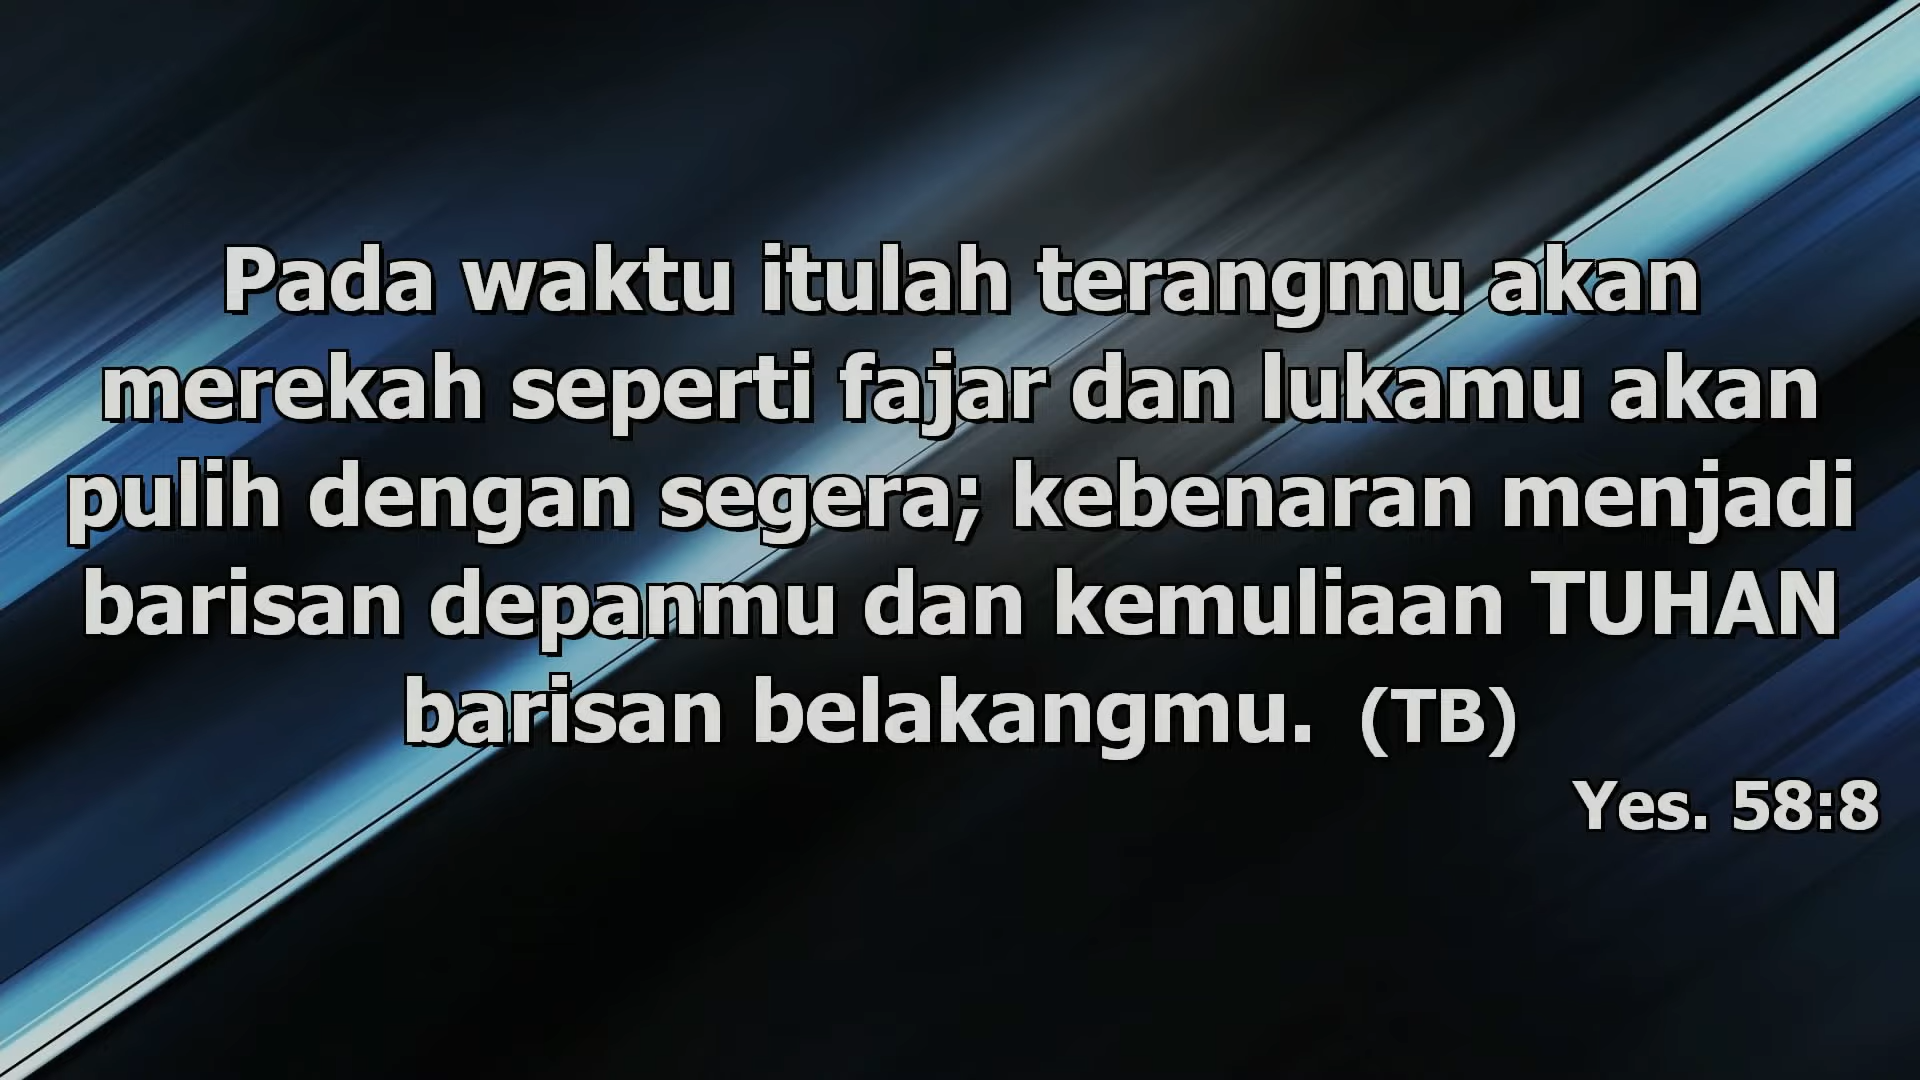 Pada waktu itulah terangmu akan
merekah seperti fajar dan lukamu akan
pulih dengan segera; kebenaran menjadi
barisan depanmu dan kemuliaan TUHAN
barisan belakangmu. (TB)
Yes. 58:8